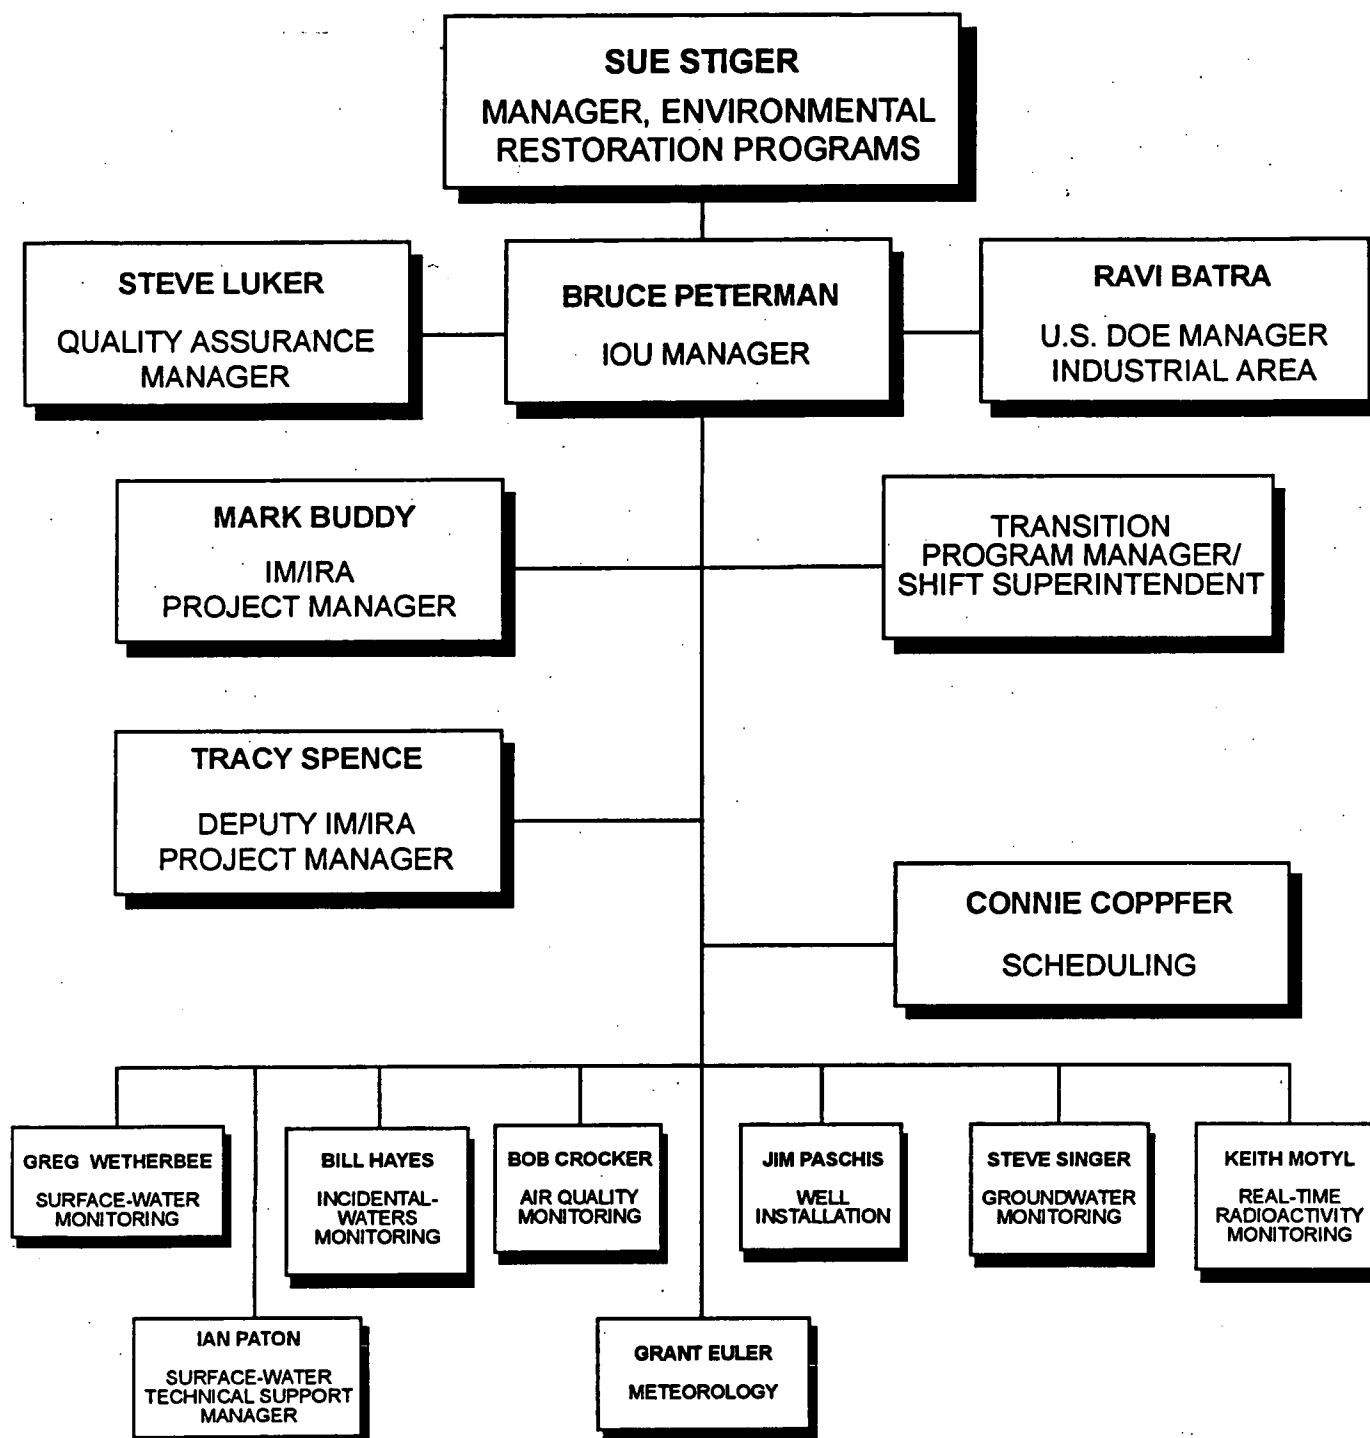 SUE STIGER
MANAGER, ENVIRONMENTAL
RESTORATION PROGRAMS
STEVE LUKER
QUALITY ASSURANCE
MANAGER
BRUCE PETERMAN
IOU MANAGER
RAVI BATRA
U.S. DOE MANAGER
INDUSTRIAL AREA
MARK BUDDY
IM/IRA
PROJECT MANAGER
TRANSITION
PROGRAM MANAGER/
SHIFT SUPERINTENDENT
TRACY SPENCE
DEPUTY IM/IRA
PROJECT MANAGER
CONNIE COPPFER
SCHEDULING
GREG WETHERBEE
SURFACE-WATER
MONITORING
BILL HAYES
INCIDENTAL-
WATERS
MONITORING
BOB CROCKER
AIR QUALITY
MONITORING
JIM PASCHIS
WELL
INSTALLATION
STEVE SINGER
GROUNDWATER
MONITORING
KEITH MOTYL
REAL-TIME
RADIOACTIVITY
MONITORING
IAN PATON
SURFACE-WATER
TECHNICAL SUPPORT
MANAGER
GRANT EULER
METEOROLOGY